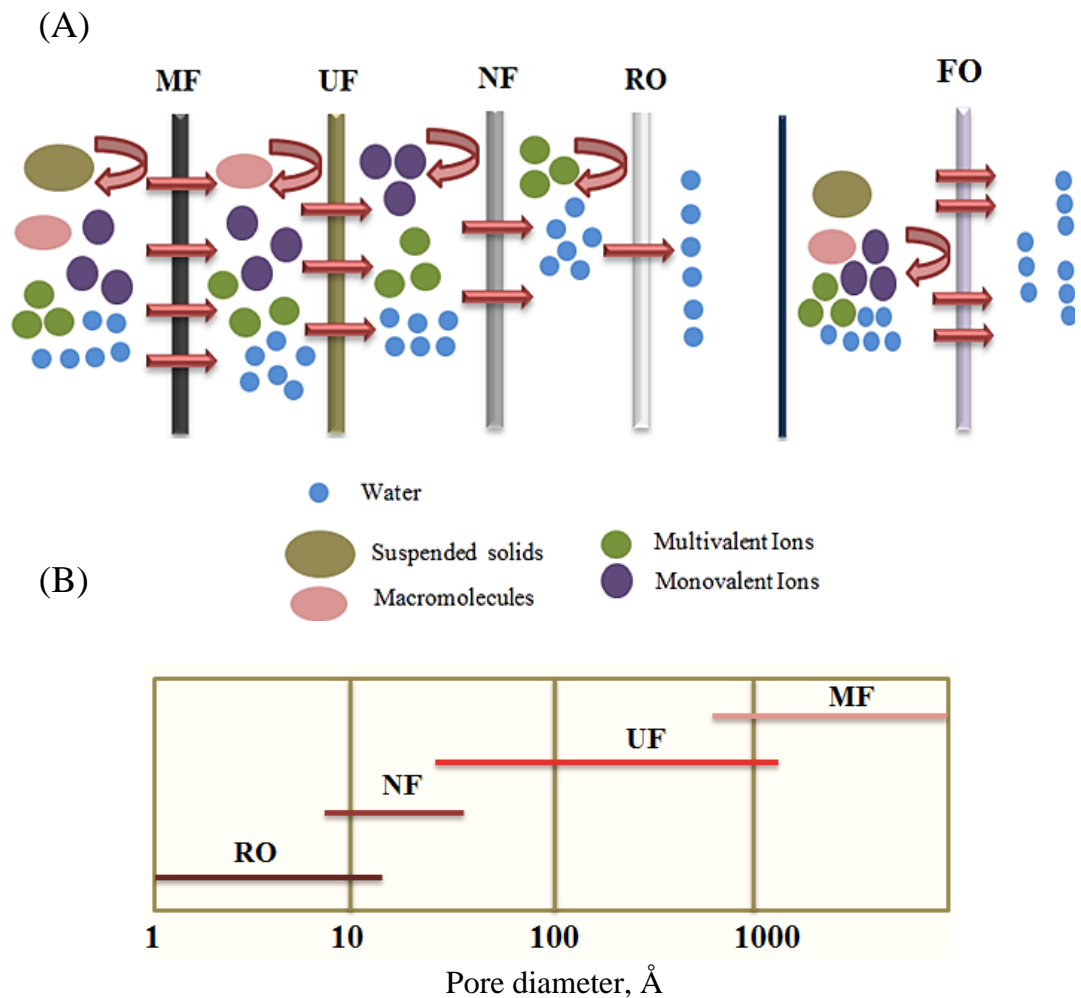 (A)
MF
UF
NF
RO
FO
Water
Suspended solids
Multivalent Ions
(B)
Macromolecules
Monovalent Ions
MF
UF
NF
RO
1 10 100 1000
Pore diameter, Å